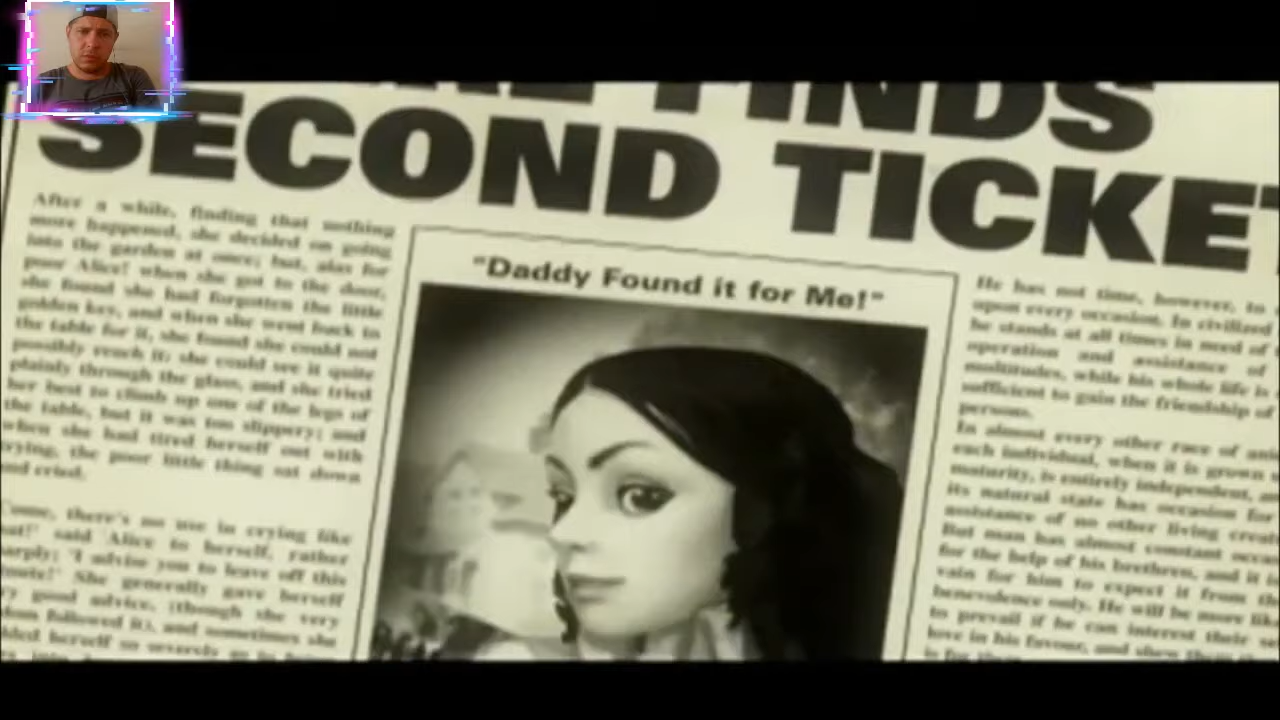 FINDS
SECOND TICKET
After a while, finding that nothing
more happened, she decided on going
into the garden at once; but, alas for
poor Alice! when she got to the door,
she found she had forgotten the little
golden key, and when she went back to
the table for it, she found she could not
possibly reach it: she could see it quite
plainly through the glass, and she tried
her best to climb up one of the legs of
the table, but it was too slippery; and
when she had tired herself out with
trying, the poor little thing sat down
and cried.
there's no use in crying like
said Alice to herself, rather
'I advise you to leave off this
She generally gave herself
good advice, (though she very
followed it), and sometimes she
herself so severely
"Daddy Found it for Me!"
He has not time, however, to
upon every occasion. In civilized
he stands at all times in need of
operation and assistance of
multitudes, while his whole life is
sufficient to gain the friendship of
persons.
In almost every other race of
each individual, when it is grown
maturity, is entirely independent,
its natural state has occasion for
assistance of no other living
But man has almost constant
for the help of his brethren, and it is
vain for him to expect it from
benevolence only. He will be more
to prevail if he can interest their
love in his favour, and shew them